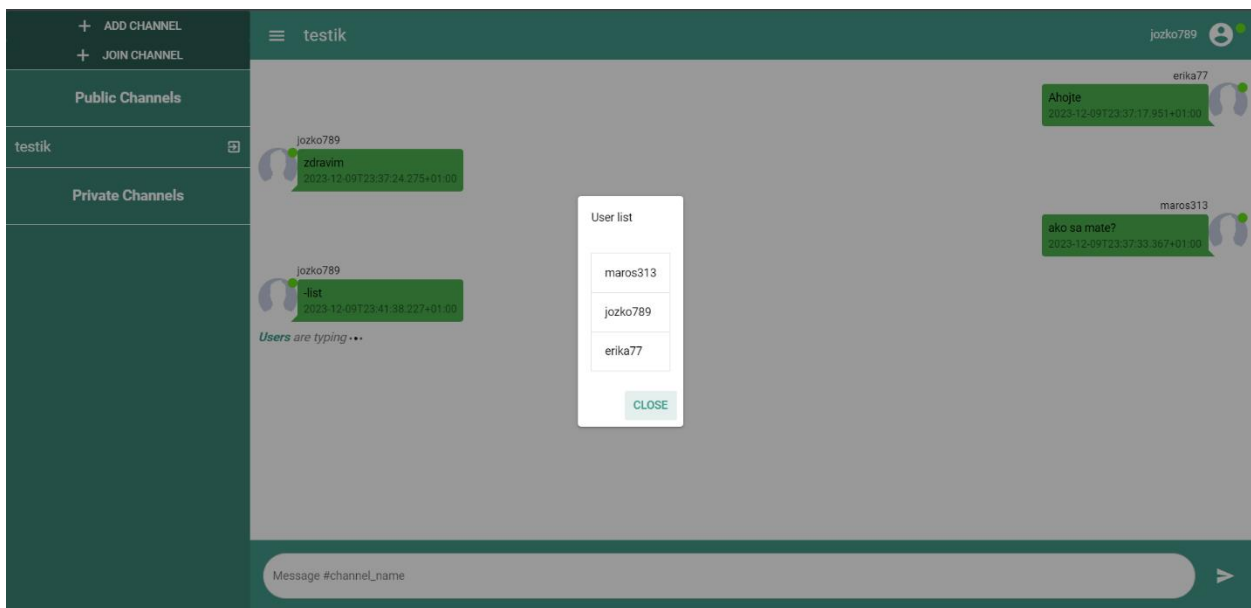 ADD CHANNEL
JOIN CHANNEL
Public Channels
testik
Private Channels
testik
jozko789
erika77
Ahojte
2023-12-09T23:37:17.951+01:00
jozko789
zdravim
2023-12-09T23:37:24.275+01:00
maros313
ako sa mate?
2023-12-09T23:37:33.367+01:00
jozko789
-list
2023-12-09T23:41:38.227+01:00
Users are typing
User list
maros313
jozko789
erika77
CLOSE
Message #channel_name